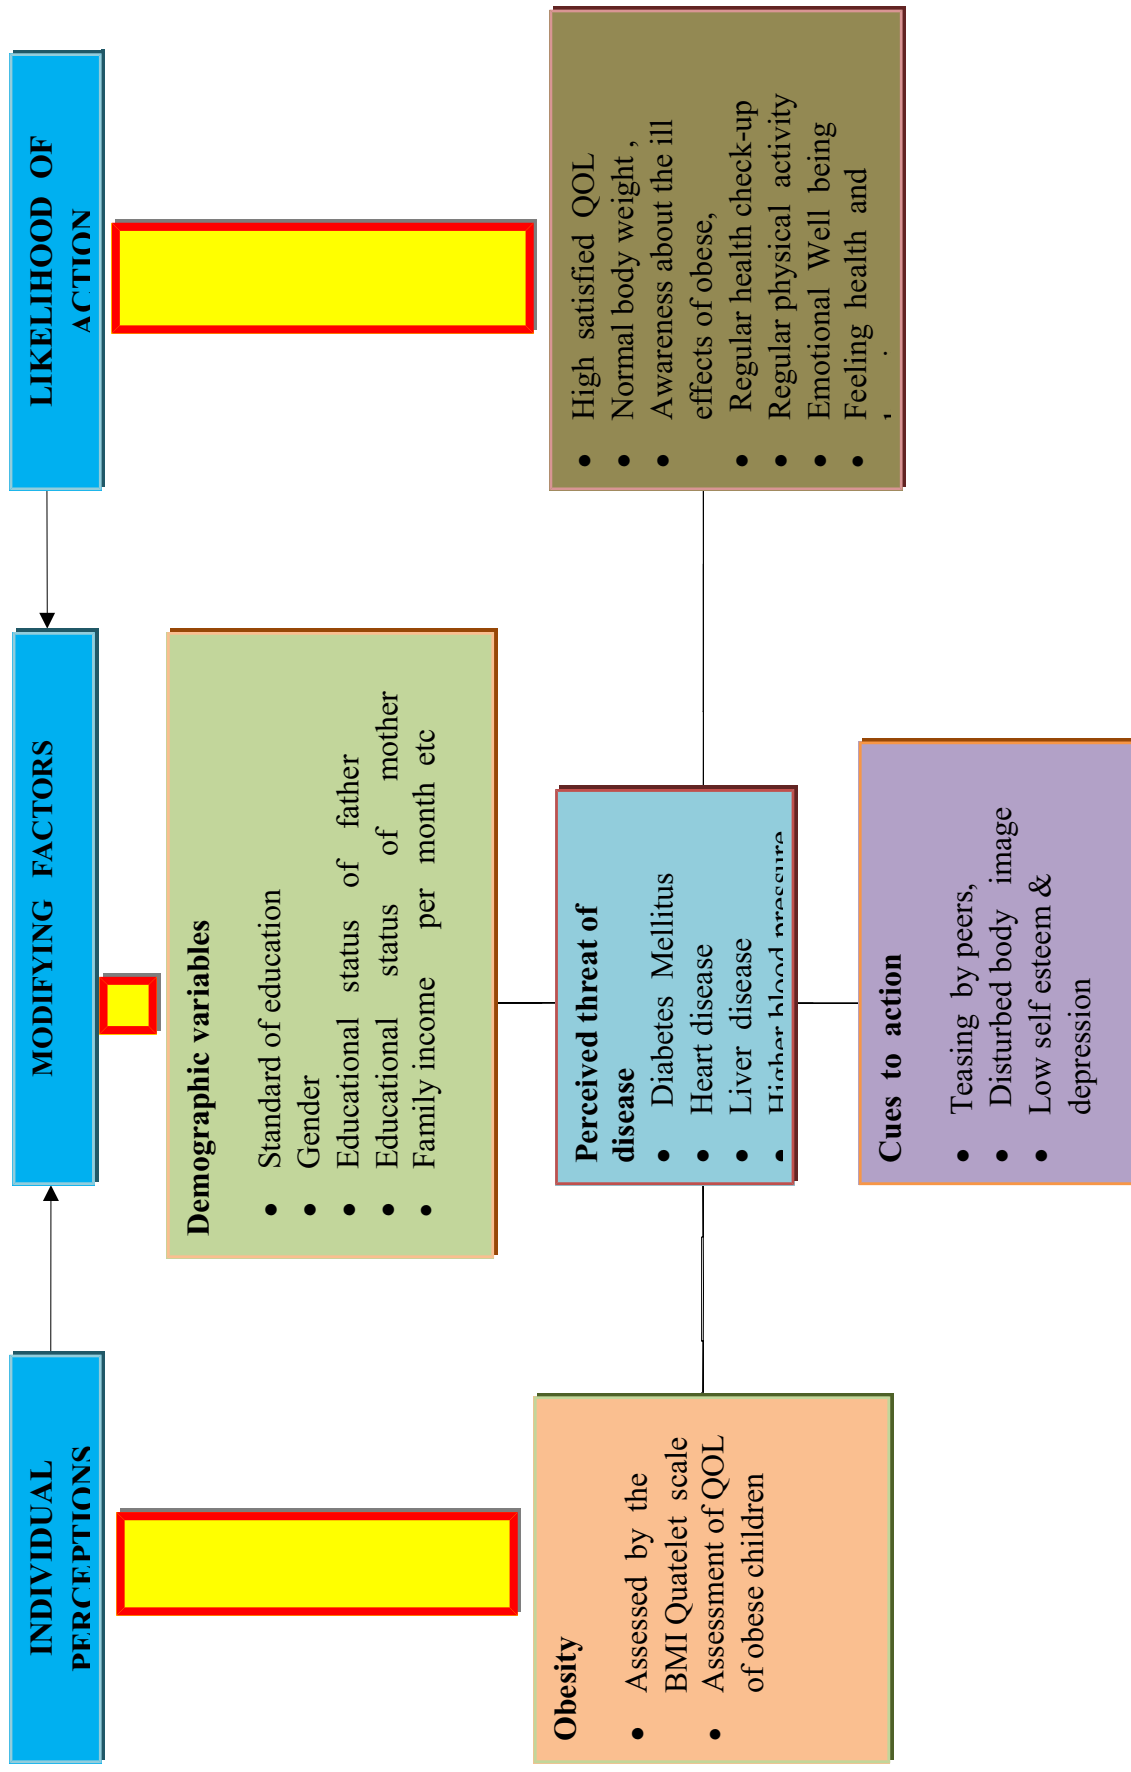 INDIVIDUAL
PERCEPTIONS
MODIFYING FACTORS
LIKELIHOOD OF
ACTION
Demographic variables
• Standard of education
• Gender
• Educational status of father
• Educational status of mother
• Family income per month etc
Obesity
• Assessed by the
BMI Quatelet scale
• Assessment of QOL
of obese children
Perceived threat of
disease
• Diabetes Mellitus
• Heart disease
• Liver disease
• Higher blood pressure
• High satisfied QOL
• Normal body weight ,
• Awareness about the ill
effects of obese,
• Regular health check-up
• Regular physical activity
• Emotional Well being
• Feeling health and
Cues to action
• Teasing by peers,
• Disturbed body image
• Low self esteem &
depression